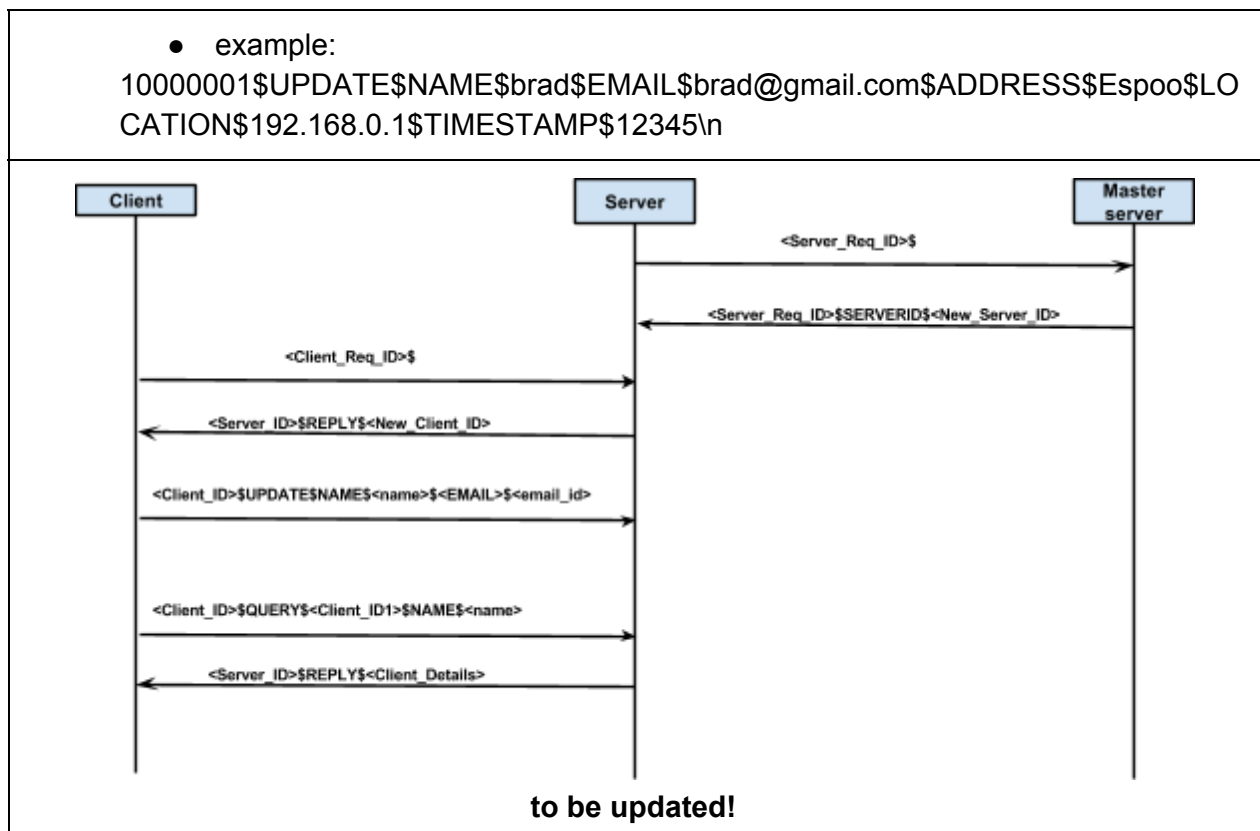 ● example:
10000001$UPDATE$NAME$brad$EMAIL$brad@gmail.com$ADDRESS$Espoo$LO
CATION$192.168.0.1$TIMESTAMP$12345\n
Client
Server
Master
server
<Server_Req_ID>$
<Server_Req_ID>$SERVERID$<New_Server_ID>
<Client_Req_ID>$
<Server_ID>$REPLY$<New_Client_ID>
<Client_ID>$UPDATE$NAME$<name>$<EMAIL>$<email_id>
<Client_ID>$QUERY$<Client_ID1>$NAME$<name>
<Server_ID>$REPLY$<Client_Details>
to be updated!